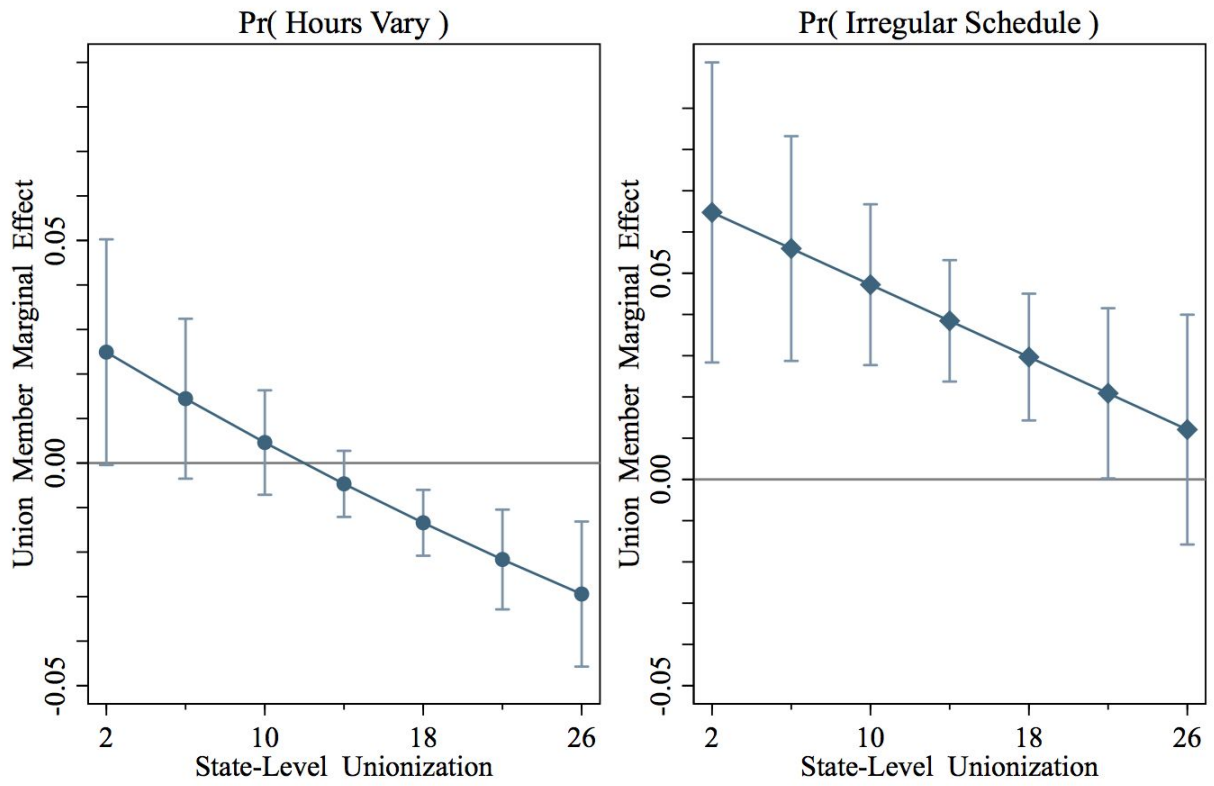 Pr( Hours Vary )
Union Member Marginal Effect
0.05
0.00
-0.05
2 10 18 26
State-Level Unionization
Pr( Irregular Schedule )
Union Member Marginal Effect
0.05
0.00
-0.05
2 10 18 26
State-Level Unionization